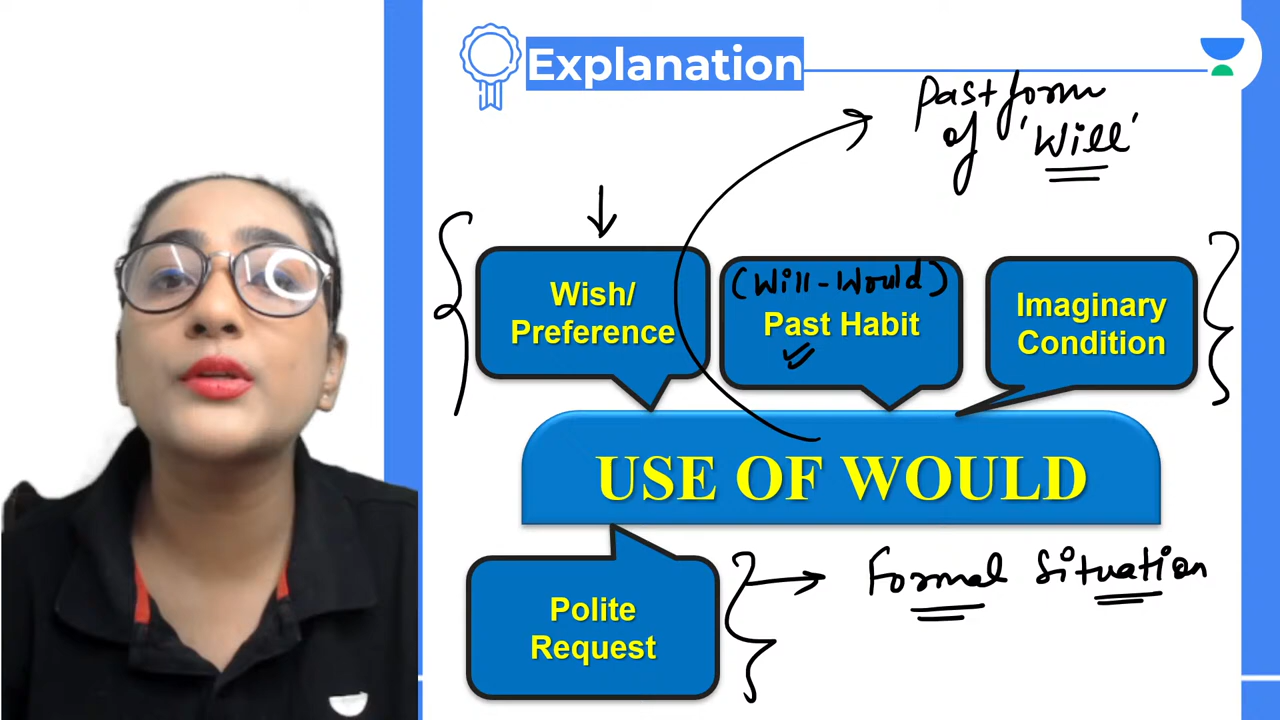 Explanation
Past form
of 'Will'
Wish/
Preference
(Will-Would)
Past Habit
Imaginary
Condition
USE OF WOULD
Polite
Request
Formal Situation